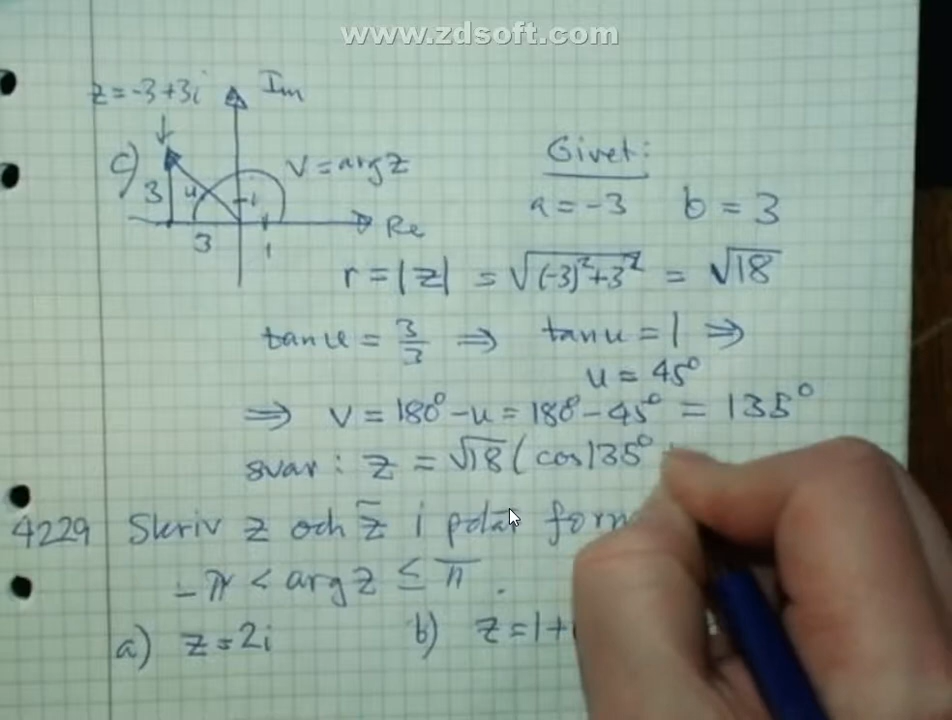 www.zdsoft.com
z=-3+3i Im
c) 3 u v=arg z Givet:
1 a=-3 b=3
3 1 Re
r=|z| =√(-3)²+3² = √18
tan u = 3/3 ⇒ tan u = 1 ⇒
u = 45°
⇒ v = 180°-u = 180°-45° = 135°
svar: z = √18 ( cos135°
4229 Skriv z och z̄ i polär form
-π < arg z ≤ π.
a) z=2i b) z=1+